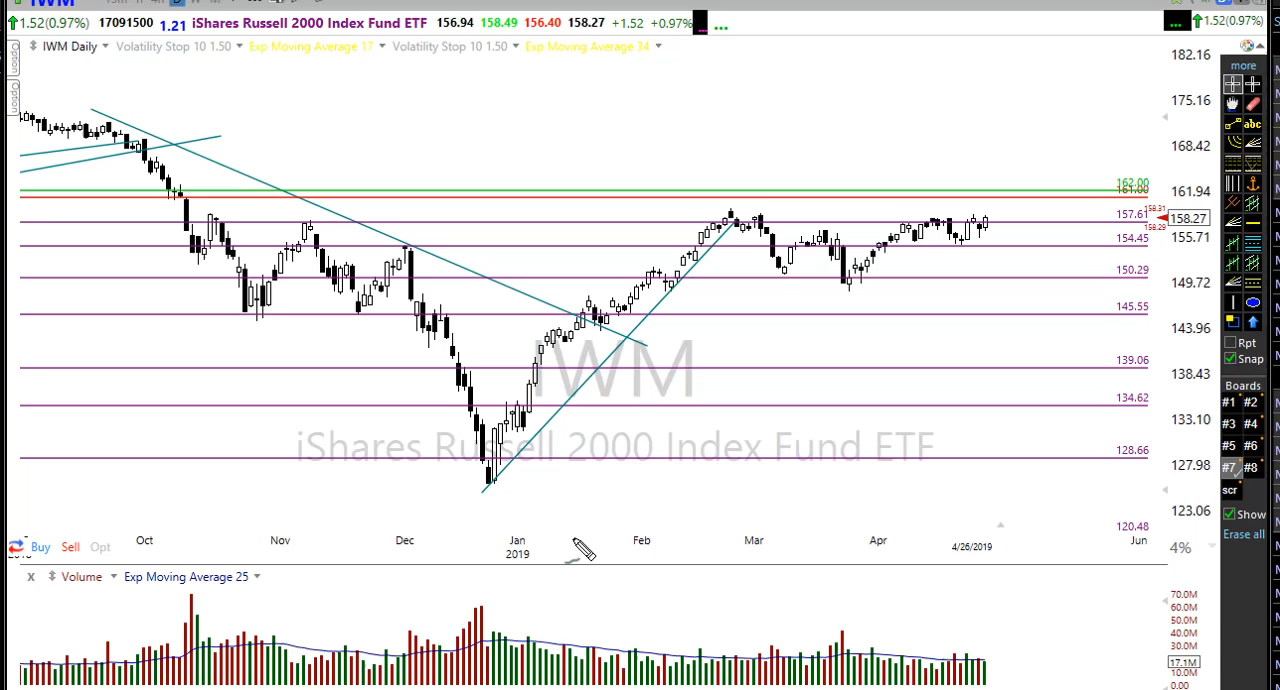 IWM
1.52(0.97%) 17091500 1.21 iShares Russell 2000 Index Fund ETF 156.94 158.49 156.40 158.27 +1.52 +0.97% ... ... 1.52(0.97%)
IWM Daily Volatility Stop 10 1.50 Exp Moving Average 17 Volatility Stop 10 1.50 Exp Moving Average 34
Option
Option
182.16
175.16
168.42
161.94
158.27
155.71
149.72
143.96
138.43
133.10
127.98
123.06
4%
162.00
161.00
157.61
158.31
158.29
154.45
150.29
145.55
139.06
134.62
128.66
120.48
IWM
iShares Russell 2000 Index Fund ETF
Oct Nov Dec Jan Feb Mar Apr Jun
2019 4/26/2019
Buy Sell Opt
X Volume Exp Moving Average 25
70.0M
60.0M
50.0M
40.0M
30.0M
17.1M
10.0M
0.00
more
abc
Rpt
Snap
Boards
#1 #2
#3 #4
#5 #6
#7 #8
scr
Show
Erase all